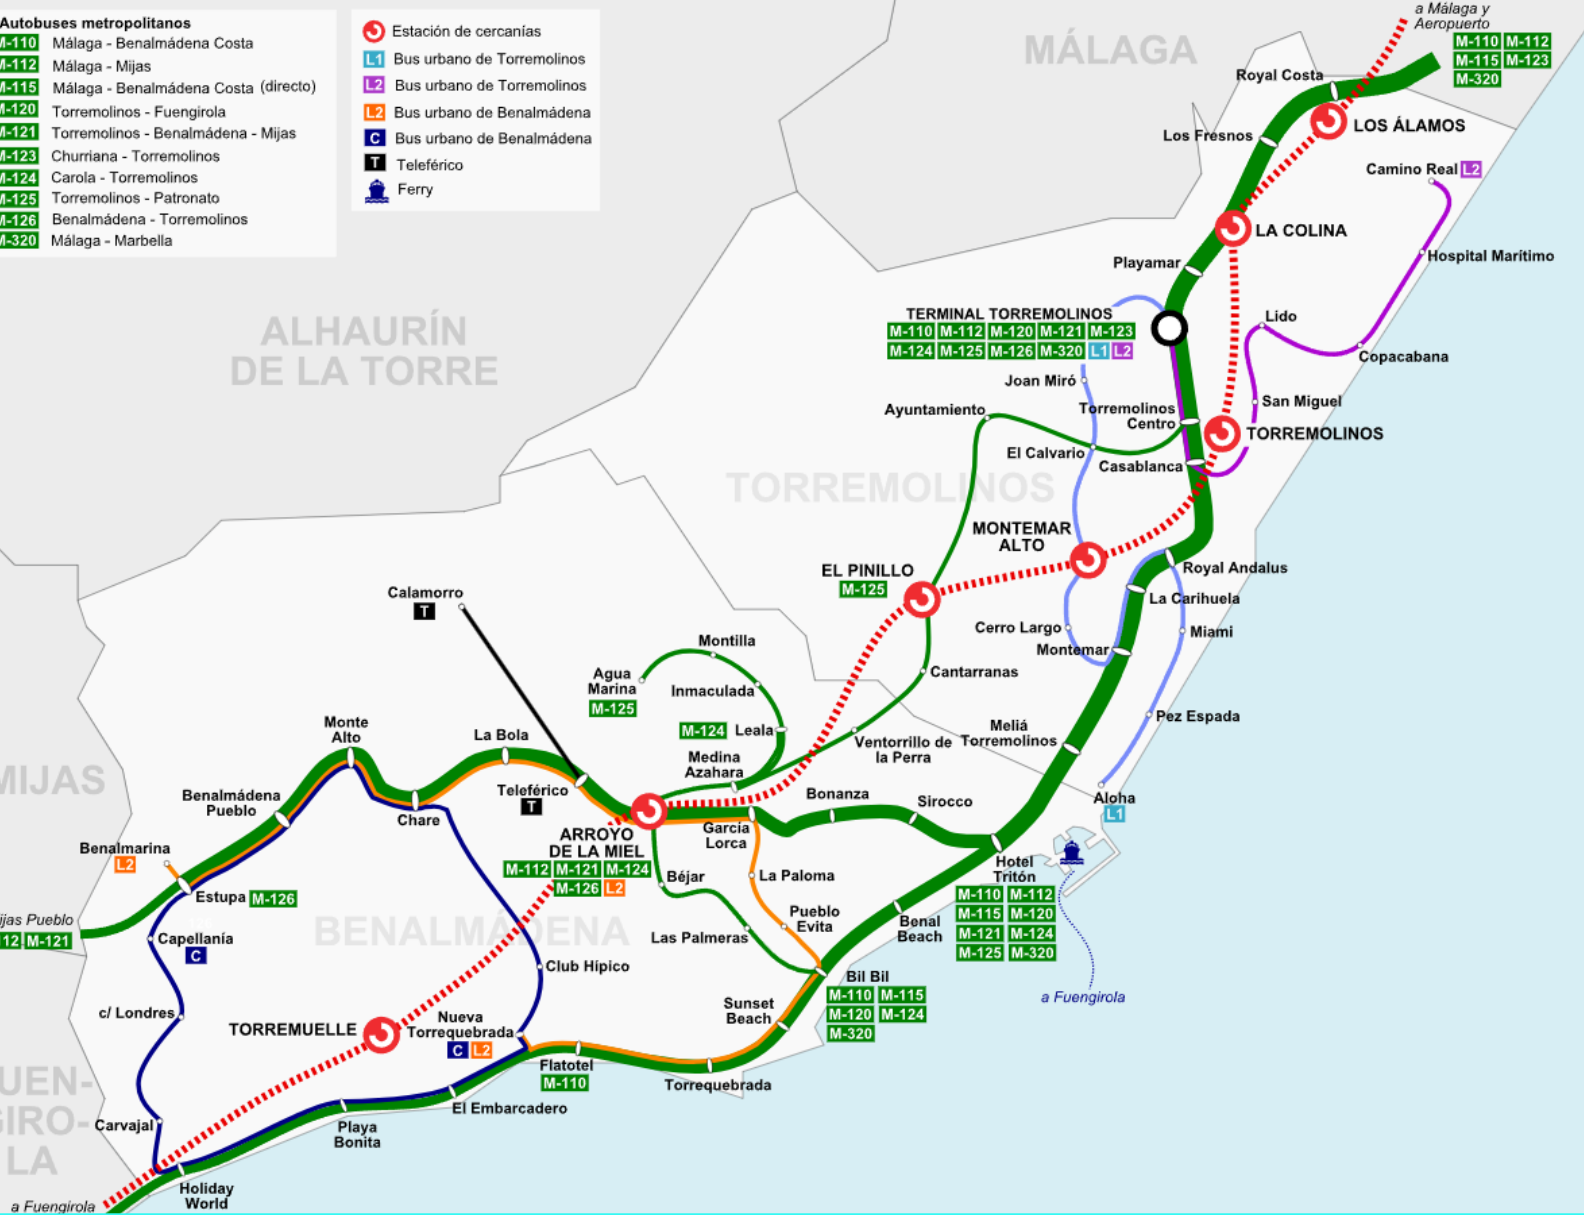 Autobuses metropolitanos
M-110 Málaga - Benalmádena Costa
M-112 Málaga - Mijas
M-115 Málaga - Benalmádena Costa (directo)
M-120 Torremolinos - Fuengirola
M-121 Torremolinos - Benalmádena - Mijas
M-123 Churriana - Torremolinos
M-124 Carola - Torremolinos
M-125 Torremolinos - Patronato
M-126 Benalmádena - Torremolinos
M-320 Málaga - Marbella
Estación de cercanías
L1 Bus urbano de Torremolinos
L2 Bus urbano de Torremolinos
L2 Bus urbano de Benalmádena
C Bus urbano de Benalmádena
T Teleférico
Ferry
MÁLAGA
a Málaga y
Aeropuerto
M-110 M-112
M-115 M-123
M-320
Royal Costa
LOS ÁLAMOS
Los Fresnos
Camino Real L2
LA COLINA
Hospital Marítimo
Playamar
ALHAURÍN
DE LA TORRE
TERMINAL TORREMOLINOS
M-110 M-112 M-120 M-121 M-123
M-124 M-125 M-126 M-320 L1 L2
Lido
Copacabana
Joan Miró
San Miguel
Ayuntamiento
Torremolinos
Centro
TORREMOLINOS
El Calvario
Casablanca
TORREMOLINOS
MONTEMAR
ALTO
EL PINILLO
M-125
Royal Andalus
La Carihuela
Calamorro
T
Cerro Largo
Miami
Montemar
Montilla
Agua
Marina
M-125
Inmaculada
Cantarranas
M-124 Leala
Pez Espada
Meliá
Torremolinos
Ventorrillo de
la Perra
Medina
Azahara
Monte
Alto
La Bola
MIJAS
Benalmádena
Pueblo
Teleférico
T
Chare
Bonanza
Sirocco
Aloha
L1
García
Lorca
ARROYO
DE LA MIEL
M-112 M-121 M-124
M-126 L2
Benalmarina
L2
Estupa M-126
Béjar
La Paloma
Hotel
Tritón
M-110 M-112
M-115 M-120
M-121 M-124
M-125 M-320
ijas Pueblo
12 M-121
BENALMÁDENA
Pueblo
Evita
Benal
Beach
Capellanía
C
Las Palmeras
Club Hípico
Bil Bil
M-110 M-115
M-120 M-124
M-320
a Fuengirola
c/ Londres
TORREMUELLE
Nueva
Torrequebrada
C L2
Sunset
Beach
Flatotel
M-110
Torrequebrada
El Embarcadero
UEN-
GIRO-
LA
Carvajal
Playa
Bonita
Holiday
World
a Fuengirola